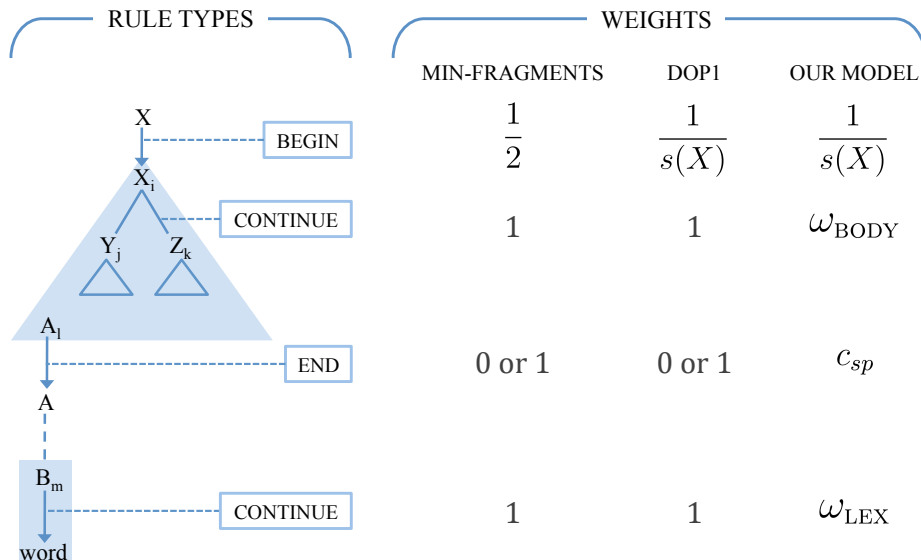 RULE TYPES WEIGHTS
MIN-FRAGMENTS DOP1 OUR MODEL
X
BEGIN 1/2 1/s(X) 1/s(X)
X_i
CONTINUE 1 1 ω_BODY
Y_j Z_k
A_l
END 0 or 1 0 or 1 c_sp
A
B_m
CONTINUE 1 1 ω_LEX
word